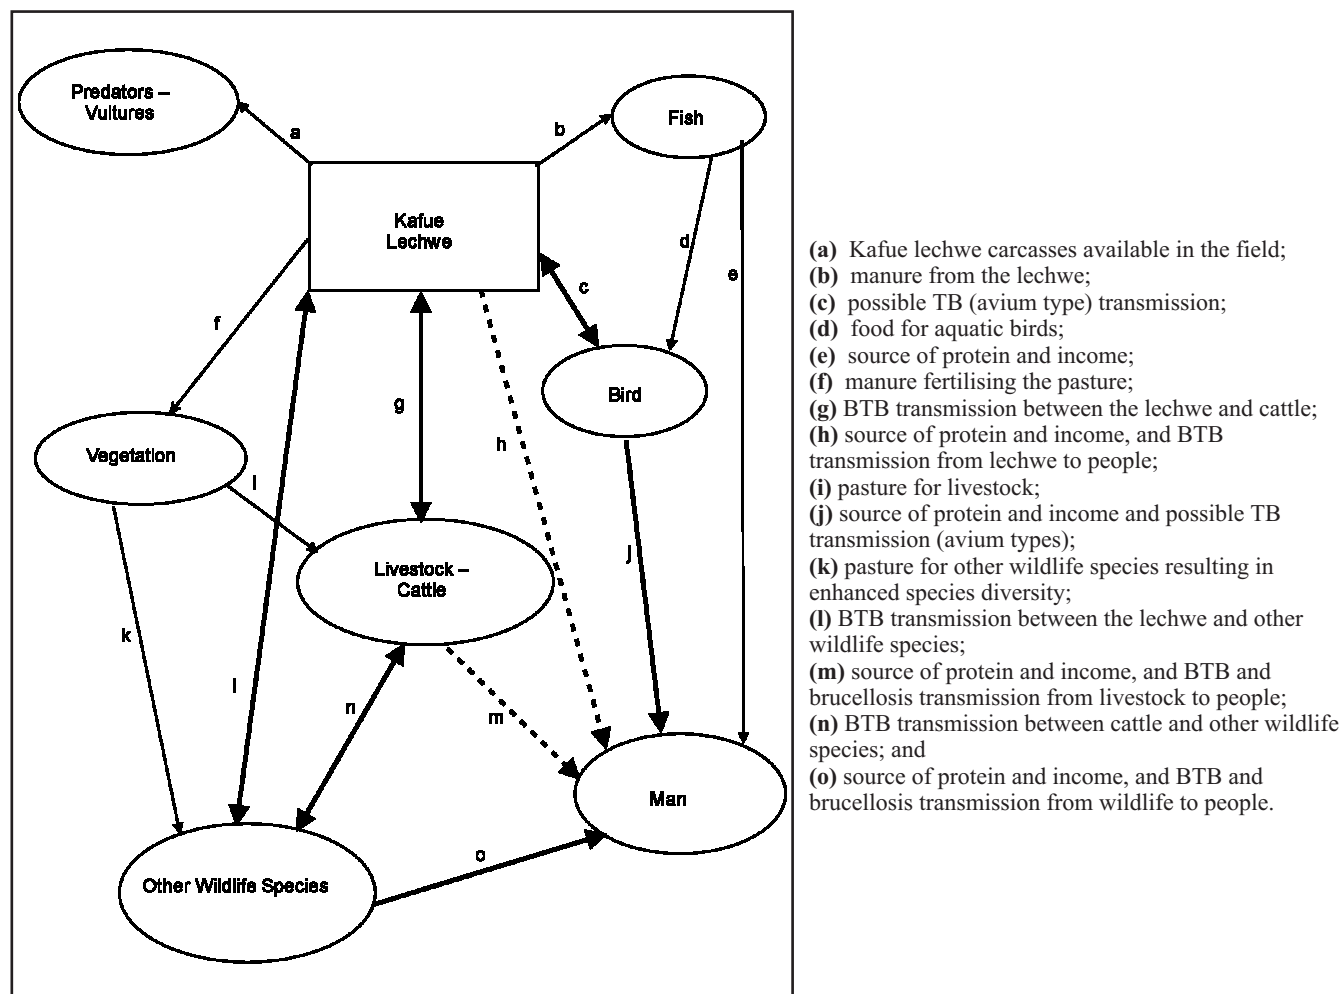 Predators –
Vultures
a
b
Fish
Kafue
Lechwe
d
e
c
f
g
Bird
h
Vegetation
l
j
Livestock –
Cattle
k
l
n
m
Man
o
Other Wildlife Species
(a) Kafue lechwe carcasses available in the field;
(b) manure from the lechwe;
(c) possible TB (avium type) transmission;
(d) food for aquatic birds;
(e) source of protein and income;
(f) manure fertilising the pasture;
(g) BTB transmission between the lechwe and cattle;
(h) source of protein and income, and BTB
transmission from lechwe to people;
(i) pasture for livestock;
(j) source of protein and income and possible TB
transmission (avium types);
(k) pasture for other wildlife species resulting in
enhanced species diversity;
(l) BTB transmission between the lechwe and other
wildlife species;
(m) source of protein and income, and BTB and
brucellosis transmission from livestock to people;
(n) BTB transmission between cattle and other wildlife
species; and
(o) source of protein and income, and BTB and
brucellosis transmission from wildlife to people.